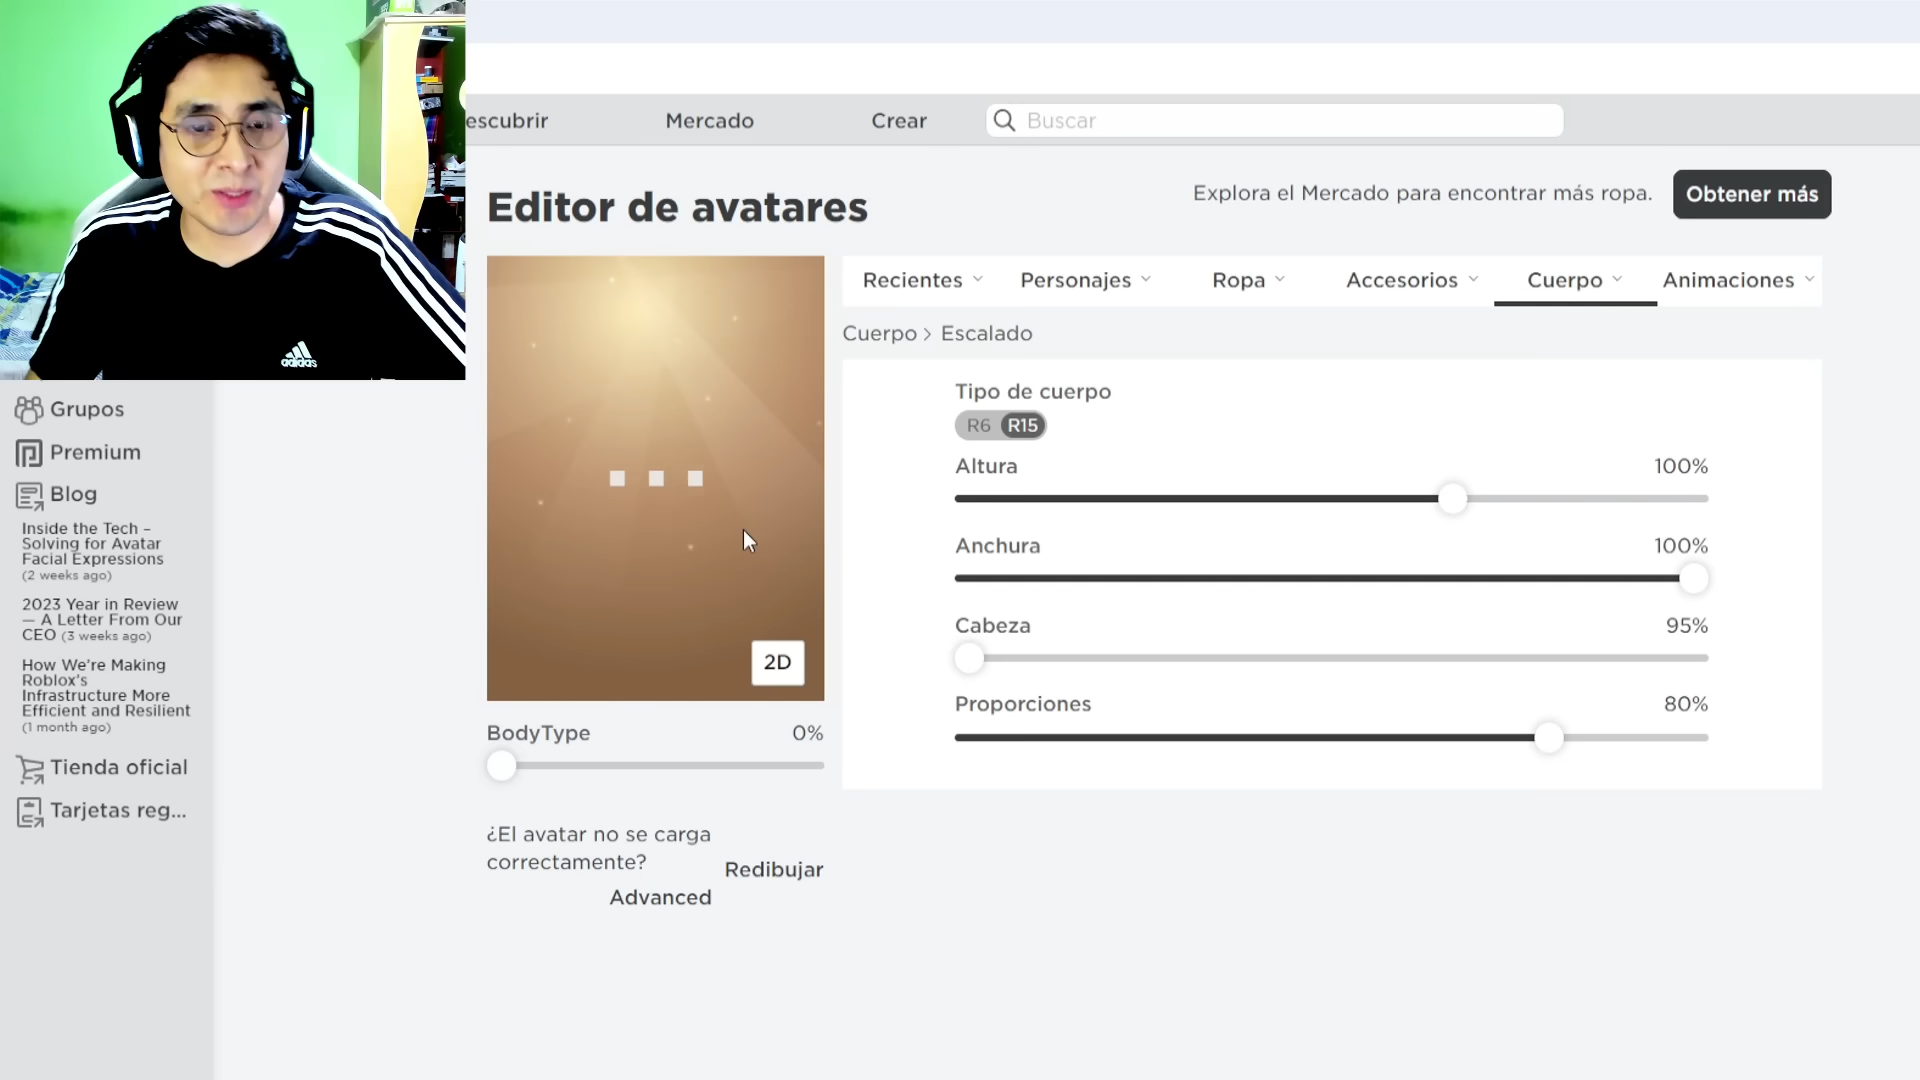 adidas
escubrir
Mercado
Crear
Buscar
Editor de avatares
Explora el Mercado para encontrar más ropa.
Obtener más
Recientes
Personajes
Ropa
Accesorios
Cuerpo
Animaciones
Cuerpo > Escalado
Tipo de cuerpo
R6 R15
Altura 100%
Anchura 100%
Cabeza 95%
Proporciones 80%
2D
BodyType 0%
¿El avatar no se carga
correctamente?
Redibujar
Advanced
Grupos
Premium
Blog
Inside the Tech –
Solving for Avatar
Facial Expressions
(2 weeks ago)
2023 Year in Review
— A Letter From Our
CEO (3 weeks ago)
How We're Making
Roblox's
Infrastructure More
Efficient and Resilient
(1 month ago)
Tienda oficial
Tarjetas reg...